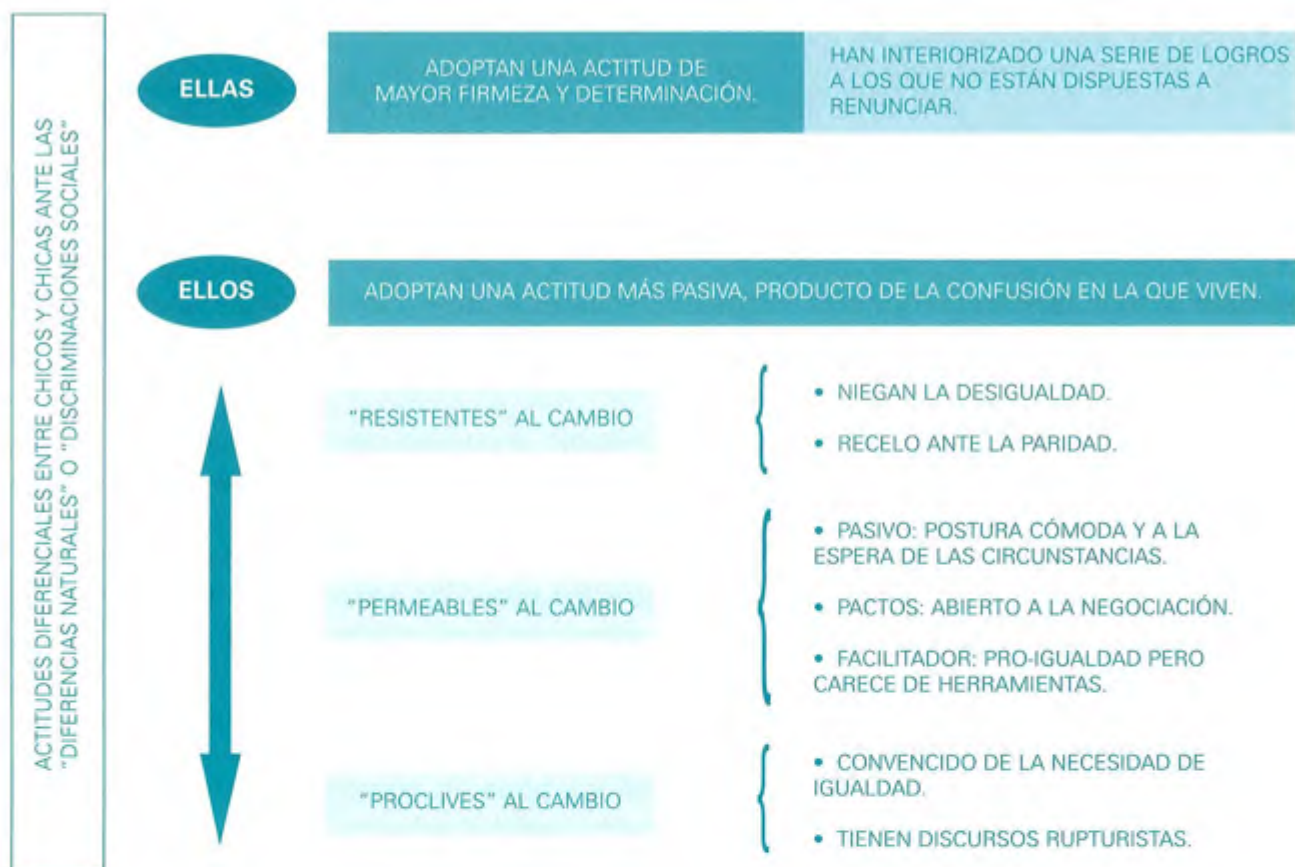 ACTITUDES DIFERENCIALES ENTRE CHICOS Y CHICAS ANTE LAS
"DIFERENCIAS NATURALES" O "DISCRIMINACIONES SOCIALES"
ELLAS
ADOPTAN UNA ACTITUD DE
MAYOR FIRMEZA Y DETERMINACIÓN.
HAN INTERIORIZADO UNA SERIE DE LOGROS
A LOS QUE NO ESTÁN DISPUESTAS A
RENUNCIAR.
ELLOS
ADOPTAN UNA ACTITUD MÁS PASIVA, PRODUCTO DE LA CONFUSIÓN EN LA QUE VIVEN.
"RESISTENTES" AL CAMBIO
• NIEGAN LA DESIGUALDAD.
• RECELO ANTE LA PARIDAD.
"PERMEABLES" AL CAMBIO
• PASIVO: POSTURA CÓMODA Y A LA
ESPERA DE LAS CIRCUNSTANCIAS.
• PACTOS: ABIERTO A LA NEGOCIACIÓN.
• FACILITADOR: PRO-IGUALDAD PERO
CARECE DE HERRAMIENTAS.
"PROCLIVES" AL CAMBIO
• CONVENCIDO DE LA NECESIDAD DE
IGUALDAD.
• TIENEN DISCURSOS RUPTURISTAS.